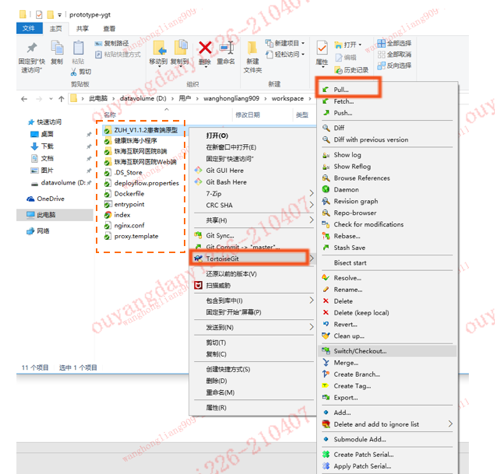 prototype-ygt
文件
主页
共享
查看
固定到"快速访问"
复制
粘贴
复制路径
粘贴快捷方式
剪切
剪贴板
移动到
复制到
删除
重命名
组织
新建文件夹
新建项目
轻松访问
新建
属性
打开
编辑
历史记录
全部选择
全部取消
反向选择
此电脑 > datavolume (D:) > 用户 > wanghongliang909 > workspace >
名称
修改日期
类型
快速访问
桌面
下载
文档
图片
datavolume (D:)
OneDrive
此电脑
网络
ZUH_V1.1.2患者端原型
健康珠海小程序
珠海互联网医院B端
珠海互联网医院Web端
.DS_Store
deployflow.properties
Dockerfile
entrypoint
index
nginx.conf
proxy.template
11 个项目
选中 1 个项目
打开(O)
在新窗口中打开(E)
固定到"快速访问"
Git GUI Here
Git Bash Here
7-Zip
CRC SHA
共享(H)
Git Sync...
Git Commit -> "master"...
TortoiseGit
还原以前的版本(V)
扫描威胁
包含到库中(I)
固定到"开始"屏幕(P)
发送到(N)
剪切(T)
复制(C)
创建快捷方式(S)
删除(D)
重命名(M)
属性(R)
Pull...
Fetch...
Push...
Diff
Diff with previous version
Show log
Show Reflog
Browse References
Daemon
Revision graph
Repo-browser
Check for modifications
Rebase...
Stash Save
Bisect start
Resolve...
Rename...
Delete
Delete (keep local)
Revert...
Clean up...
Switch/Checkout...
Merge...
Create Branch...
Create Tag...
Export...
Add...
Delete and add to ignore list
Submodule Add...
Create Patch Serial...
Apply Patch Serial...